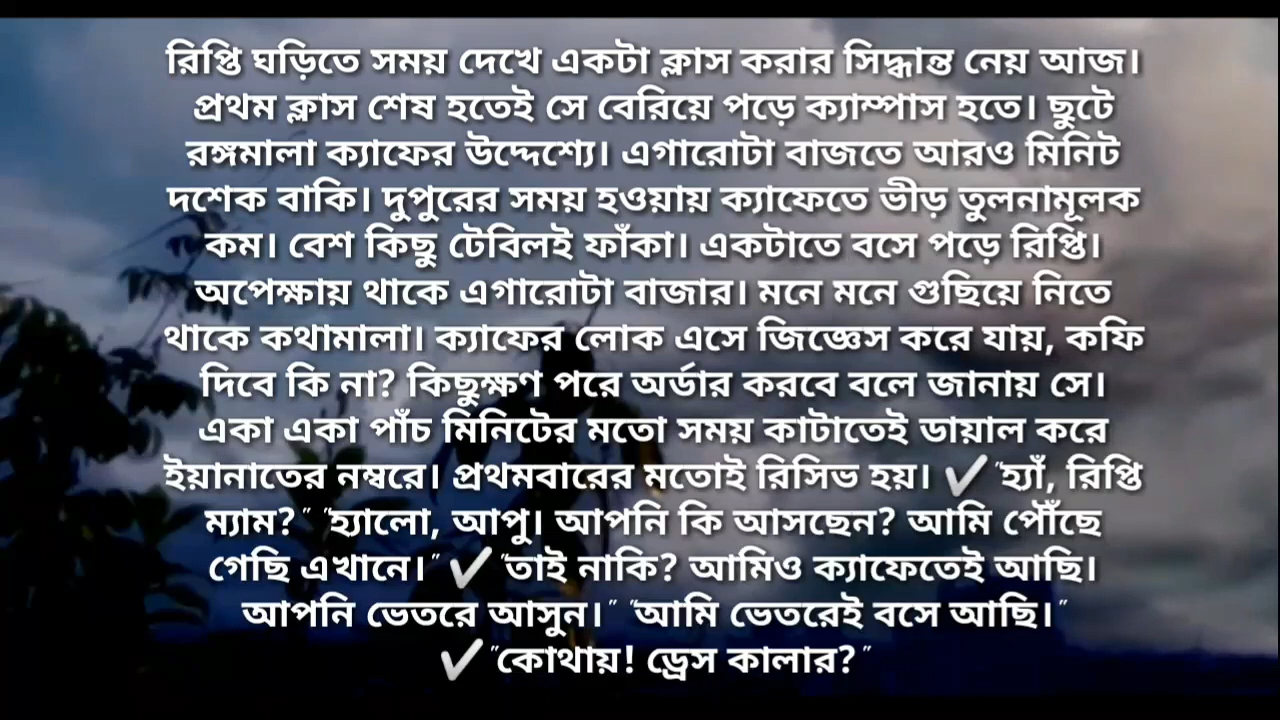 রিপ্তি ঘড়িতে সময় দেখে একটা ক্লাস করার সিদ্ধান্ত নেয় আজ।
প্রথম ক্লাস শেষ হতেই সে বেরিয়ে পড়ে ক্যাম্পাস হতে। ছুটে
রঙ্গমালা ক্যাফের উদ্দেশ্যে। এগারোটা বাজতে আরও মিনিট
দশেক বাকি। দুপুরের সময় হওয়ায় ক্যাফেতে ভীড় তুলনামূলক
কম। বেশ কিছু টেবিলই ফাঁকা। একটাতে বসে পড়ে রিপ্তি।
অপেক্ষায় থাকে এগারোটা বাজার। মনে মনে গুছিয়ে নিতে
থাকে কথামালা। ক্যাফের লোক এসে জিজ্ঞেস করে যায়, কফি
দিবে কি না? কিছুক্ষণ পরে অর্ডার করবে বলে জানায় সে।
একা একা পাঁচ মিনিটের মতো সময় কাটাতেই ডায়াল করে
ইয়ানাতের নম্বরে। প্রথমবারের মতোই রিসিভ হয়। ✔"হ্যাঁ, রিপ্তি
ম্যাম?" "হ্যালো, আপু। আপনি কি আসছেন? আমি পৌঁছে
গেছি এখানে।" ✔"তাই নাকি? আমিও ক্যাফেতেই আছি।
আপনি ভেতরে আসুন।" "আমি ভেতরেই বসে আছি।"
✔"কোথায়! ড্রেস কালার?"